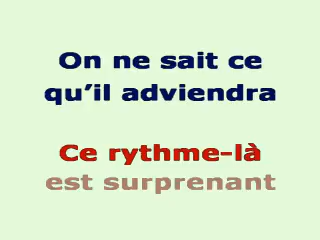 On ne sait ce
qu'il adviendra
Ce rythme-là
est surprenant